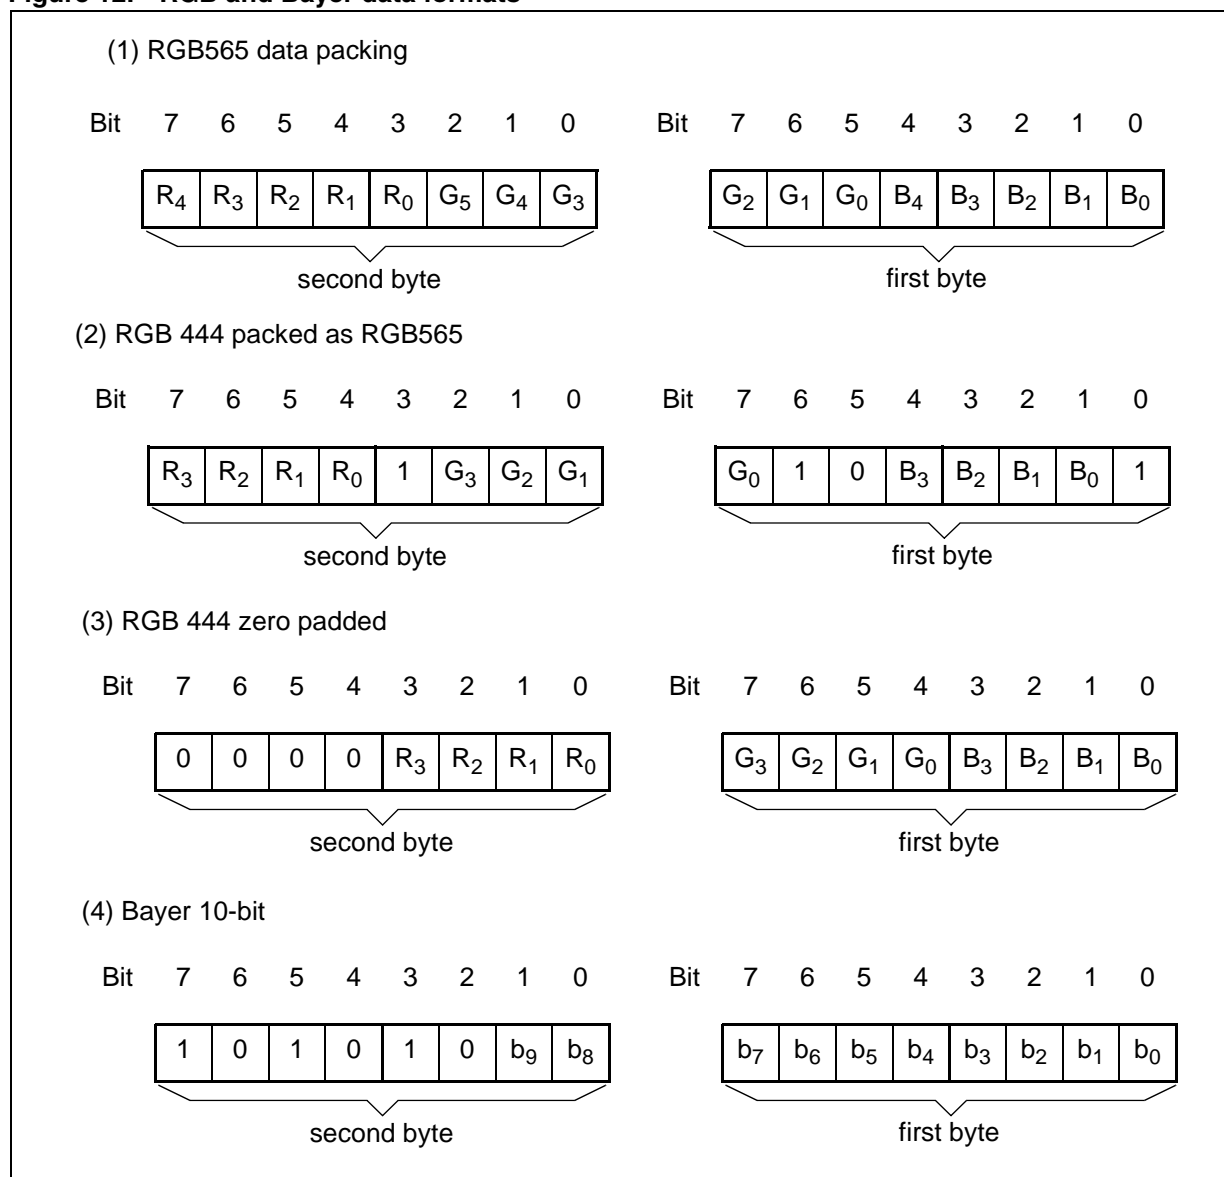 (1) RGB565 data packing
Bit 7 6 5 4 3 2 1 0 Bit 7 6 5 4 3 2 1 0
R4 R3 R2 R1 R0 G5 G4 G3 G2 G1 G0 B4 B3 B2 B1 B0
second byte first byte
(2) RGB 444 packed as RGB565
Bit 7 6 5 4 3 2 1 0 Bit 7 6 5 4 3 2 1 0
R3 R2 R1 R0 1 G3 G2 G1 G0 1 0 B3 B2 B1 B0 1
second byte first byte
(3) RGB 444 zero padded
Bit 7 6 5 4 3 2 1 0 Bit 7 6 5 4 3 2 1 0
0 0 0 0 R3 R2 R1 R0 G3 G2 G1 G0 B3 B2 B1 B0
second byte first byte
(4) Bayer 10-bit
Bit 7 6 5 4 3 2 1 0 Bit 7 6 5 4 3 2 1 0
1 0 1 0 1 0 b9 b8 b7 b6 b5 b4 b3 b2 b1 b0
second byte first byte